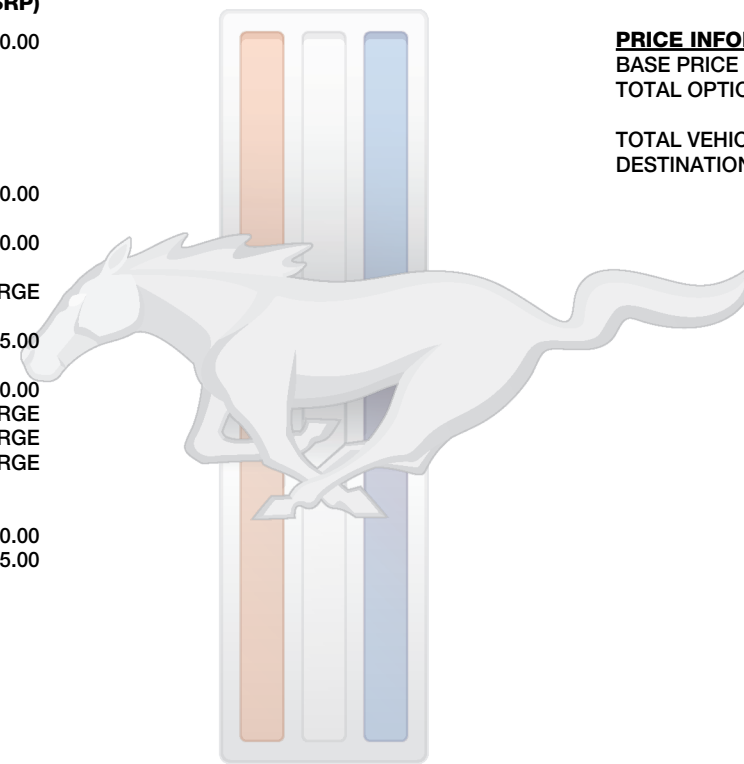 SRP)
0.00
0.00
0.00
RGE
5.00
0.00
RGE
RGE
RGE
0.00
5.00
PRICE INFO
BASE PRICE
TOTAL OPTIO
TOTAL VEHIC
DESTINATION